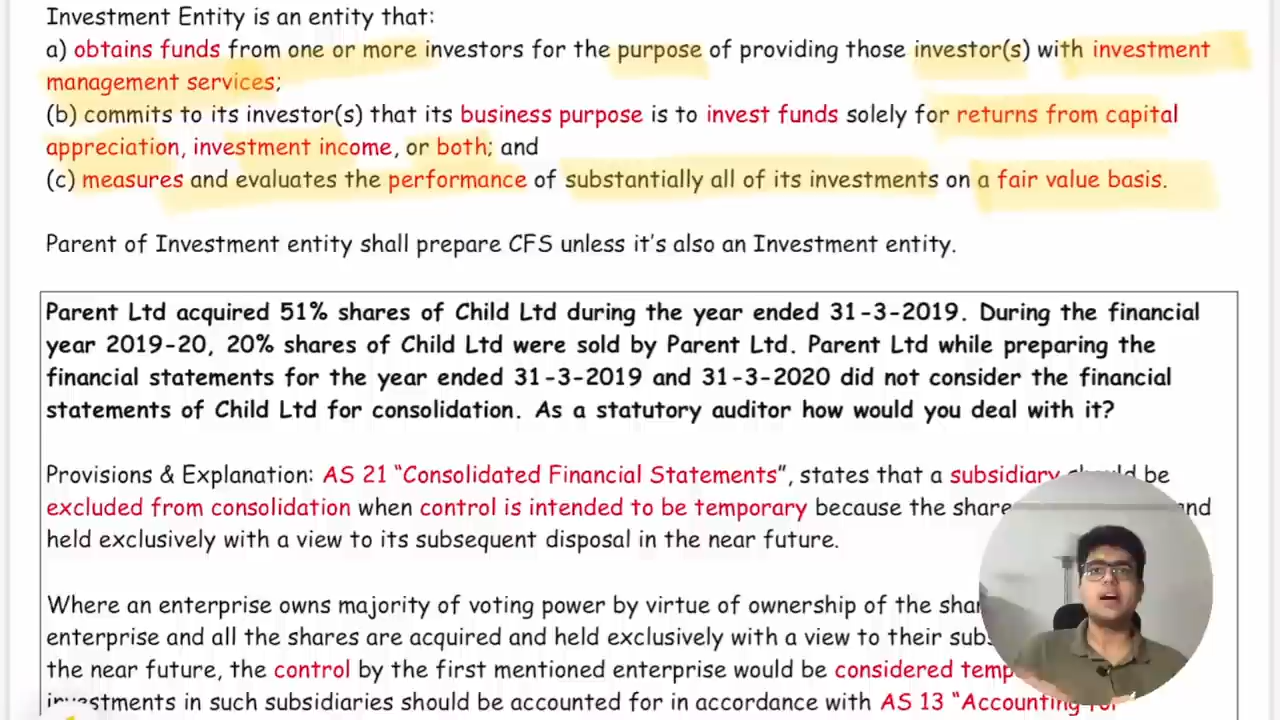 Investment Entity is an entity that:
a) obtains funds from one or more investors for the purpose of providing those investor(s) with investment
management services;
(b) commits to its investor(s) that its business purpose is to invest funds solely for returns from capital
appreciation, investment income, or both; and
(c) measures and evaluates the performance of substantially all of its investments on a fair value basis.
Parent of Investment entity shall prepare CFS unless it's also an Investment entity.
Parent Ltd acquired 51% shares of Child Ltd during the year ended 31-3-2019. During the financial
year 2019-20, 20% shares of Child Ltd were sold by Parent Ltd. Parent Ltd while preparing the
financial statements for the year ended 31-3-2019 and 31-3-2020 did not consider the financial
statements of Child Ltd for consolidation. As a statutory auditor how would you deal with it?
Provisions & Explanation: AS 21 “Consolidated Financial Statements”, states that a subsidiary should be
excluded from consolidation when control is intended to be temporary because the and
held exclusively with a view to its subsequent disposal in the near future.
Where an enterprise owns majority of voting power by virtue of ownership of the
enterprise and all the shares are acquired and held exclusively with a view to their
the near future, the control by the first mentioned enterprise would be considered
investments in such subsidiaries should be accounted for in accordance with AS 13 “Accounting for